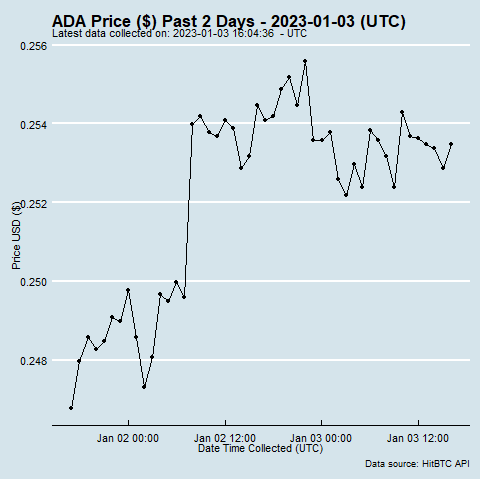 ADA Price ($) Past 2 Days - 2023-01-03 (UTC)
Latest data collected on: 2023-01-03 16:04:36 - UTC
0.256
0.254
0.252
0.250
0.248
Price USD ($)
Jan 02 00:00 Jan 02 12:00 Jan 03 00:00 Jan 03 12:00
Date Time Collected (UTC)
Data source: HitBTC API